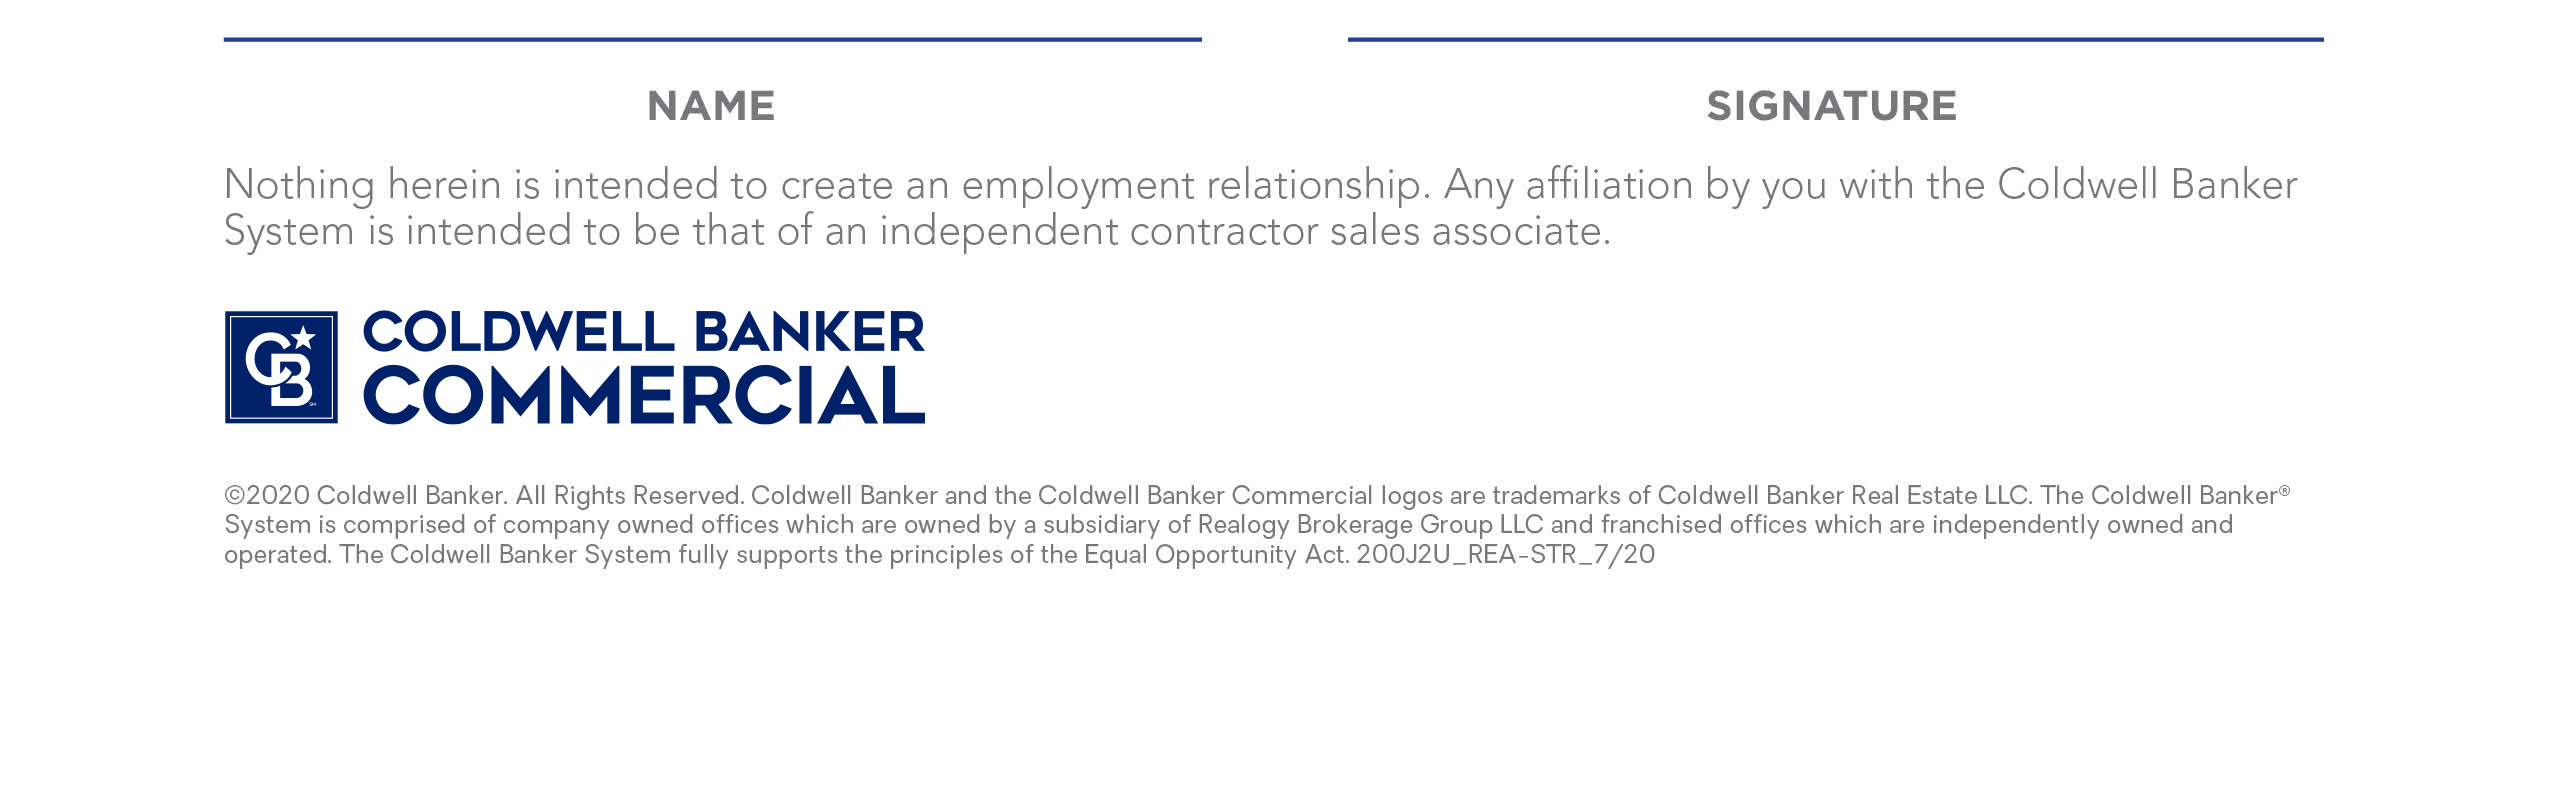 NAME SIGNATURE
Nothing herein is intended to create an employment relationship. Any affiliation by you with the Coldwell Banker
System is intended to be that of an independent contractor sales associate.
CB SM
COLDWELL BANKER
COMMERCIAL
©2020 Coldwell Banker. All Rights Reserved. Coldwell Banker and the Coldwell Banker Commercial logos are trademarks of Coldwell Banker Real Estate LLC. The Coldwell Banker®
System is comprised of company owned offices which are owned by a subsidiary of Realogy Brokerage Group LLC and franchised offices which are independently owned and
operated. The Coldwell Banker System fully supports the principles of the Equal Opportunity Act. 200J2U_REA-STR_7/20